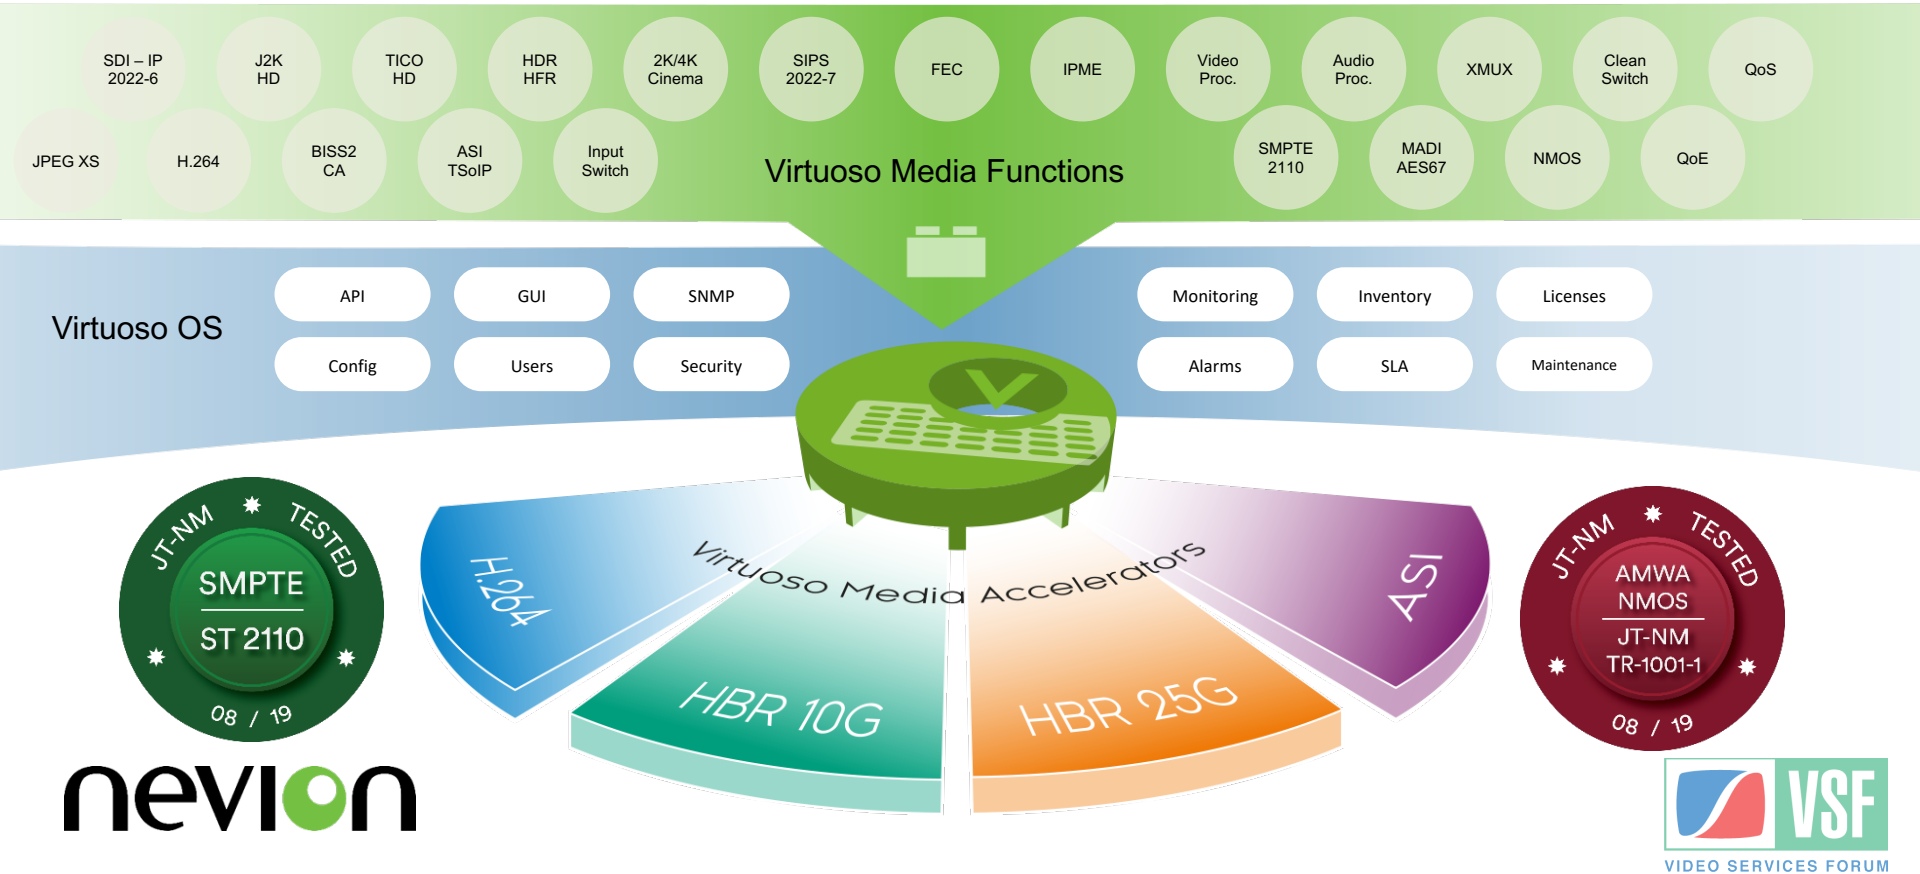 SDI – IP
2022-6
J2K
HD
TICO
HD
HDR
HFR
2K/4K
Cinema
SIPS
2022-7
FEC
IPME
Video
Proc.
Audio
Proc.
XMUX
Clean
Switch
QoS
JPEG XS
H.264
BISS2
CA
ASI
TSoIP
Input
Switch
Virtuoso Media Functions
SMPTE
2110
MADI
AES67
NMOS
QoE
Virtuoso OS
API
GUI
SNMP
Config
Users
Security
Monitoring
Inventory
Licenses
Alarms
SLA
Maintenance
JT-NM TESTED
SMPTE
ST 2110
08 / 19
H.264
Virtuoso Media Accelerators
HBR 10G
HBR 25G
ASI
JT-NM TESTED
AMWA
NMOS
JT-NM
TR-1001-1
08 / 19
nevion
VSF
VIDEO SERVICES FORUM